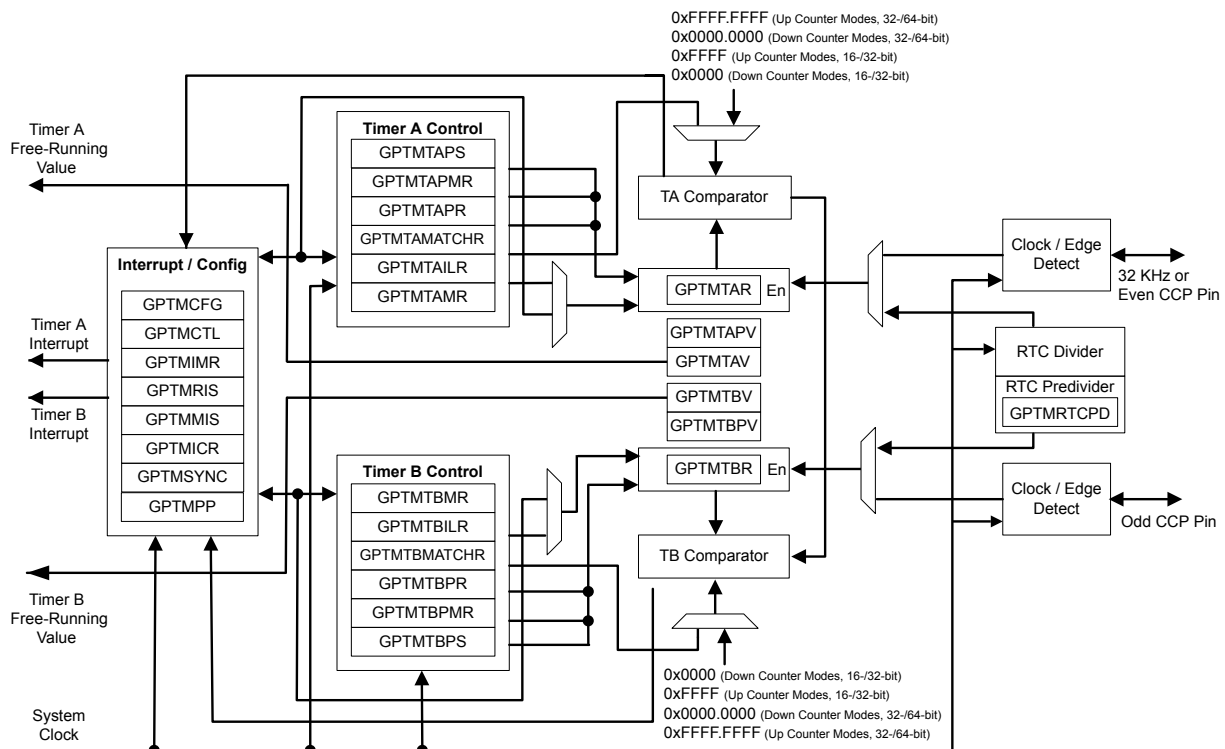 0xFFFF.FFFF (Up Counter Modes, 32-/64-bit)
0x0000.0000 (Down Counter Modes, 32-/64-bit)
0xFFFF (Up Counter Modes, 16-/32-bit)
0x0000 (Down Counter Modes, 16-/32-bit)
Timer A
Free-Running
Value
Timer A Control
GPTMTAPS
GPTMTAPMR
GPTMTAPR
GPTMTAMATCHR
GPTMTAILR
GPTMTAMR
TA Comparator
Clock / Edge
Detect
32 KHz or
Even CCP Pin
Interrupt / Config
GPTMCFG
GPTMCTL
GPTMIMR
GPTMRIS
GPTMMIS
GPTMICR
GPTMSYNC
GPTMPP
GPTMTAR
En
Timer A
Interrupt
Timer B
Interrupt
GPTMTAPV
GPTMTAV
GPTMTBV
GPTMTBPV
RTC Divider
RTC Predivider
GPTMRTCPD
Timer B Control
GPTMTBMR
GPTMTBILR
GPTMTBMATCHR
GPTMTBPR
GPTMTBPMR
GPTMTBPS
GPTMTBR
En
Clock / Edge
Detect
Odd CCP Pin
TB Comparator
Timer B
Free-Running
Value
0x0000 (Down Counter Modes, 16-/32-bit)
0xFFFF (Up Counter Modes, 16-/32-bit)
0x0000.0000 (Down Counter Modes, 32-/64-bit)
0xFFFF.FFFF (Up Counter Modes, 32-/64-bit)
System
Clock